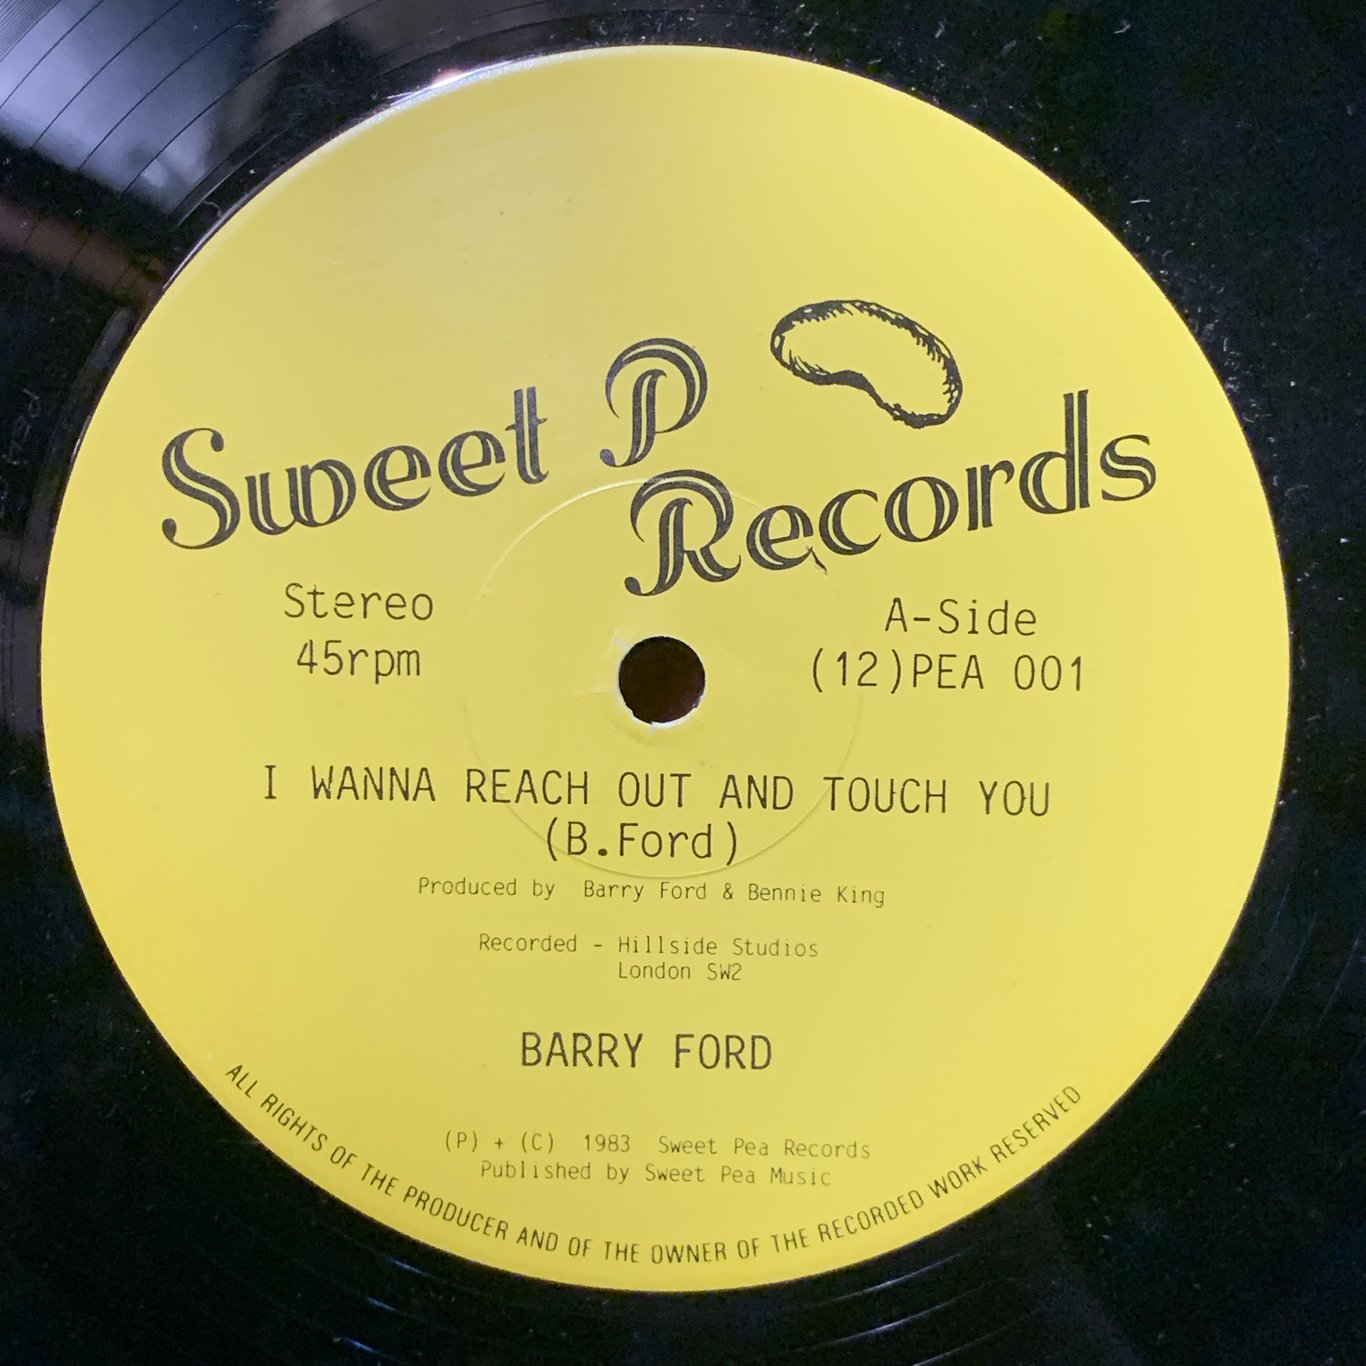 Sweet P
Records
Stereo
45rpm
A-Side
(12)PEA 001
I WANNA REACH OUT AND TOUCH YOU
(B.Ford)
Produced by Barry Ford & Bennie King
Recorded - Hillside Studios
London SW2
BARRY FORD
(P) + (C) 1983 Sweet Pea Records
Published by Sweet Pea Music
ALL RIGHTS OF THE PRODUCER AND OF THE OWNER OF THE RECORDED WORK RESERVED